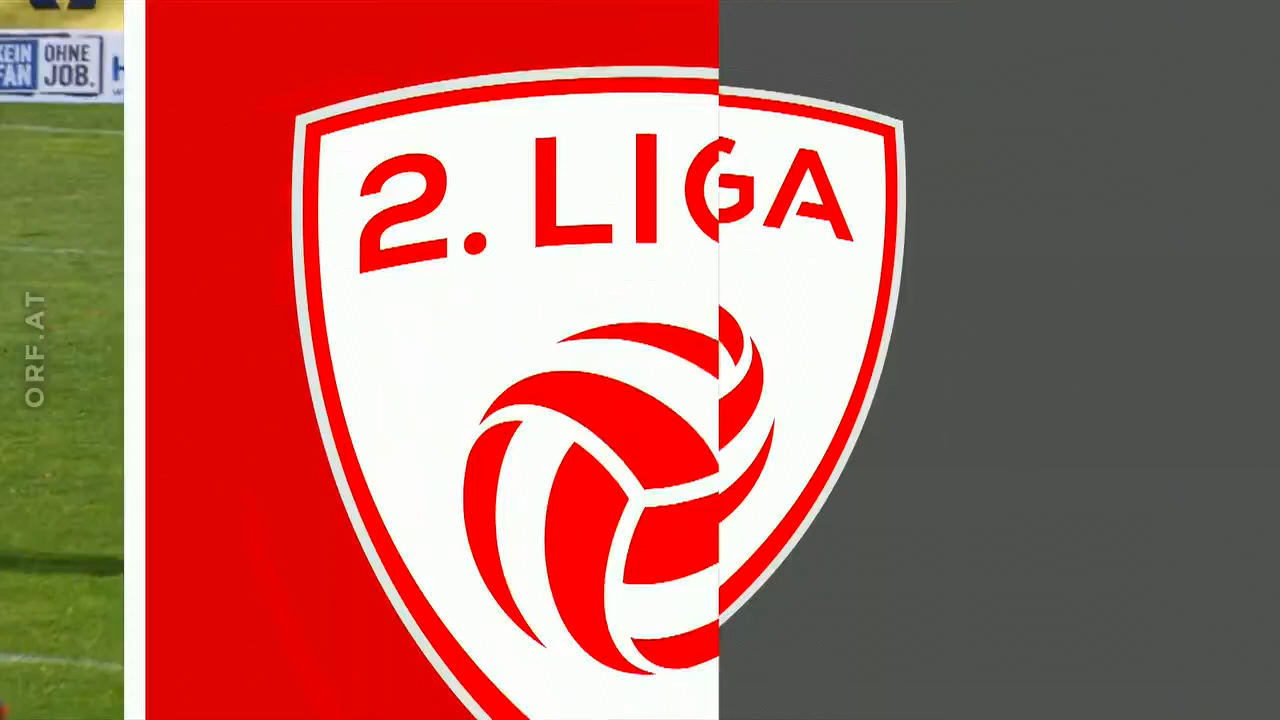 KEIN
FAN
OHNE
JOB.
2. LIGA
ORF.AT